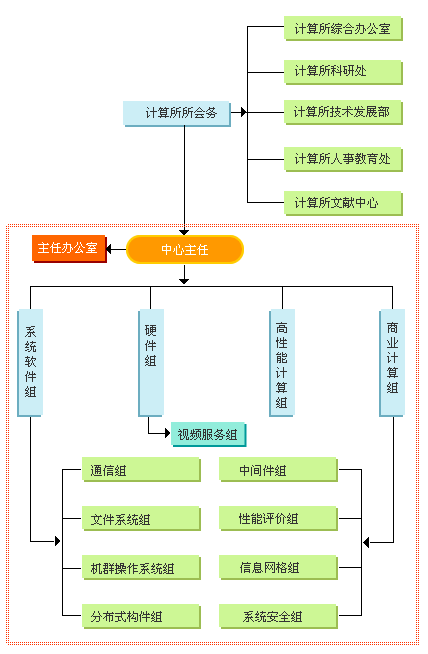 计算所综合办公室
计算所科研处
计算所所会务
计算所技术发展部
计算所人事教育处
计算所文献中心
主任办公室
中心主任
系统软件组
硬件组
高性能计算组
商业计算组
视频服务组
通信组
中间件组
文件系统组
性能评价组
机群操作系统组
信息网格组
分布式构件组
系统安全组